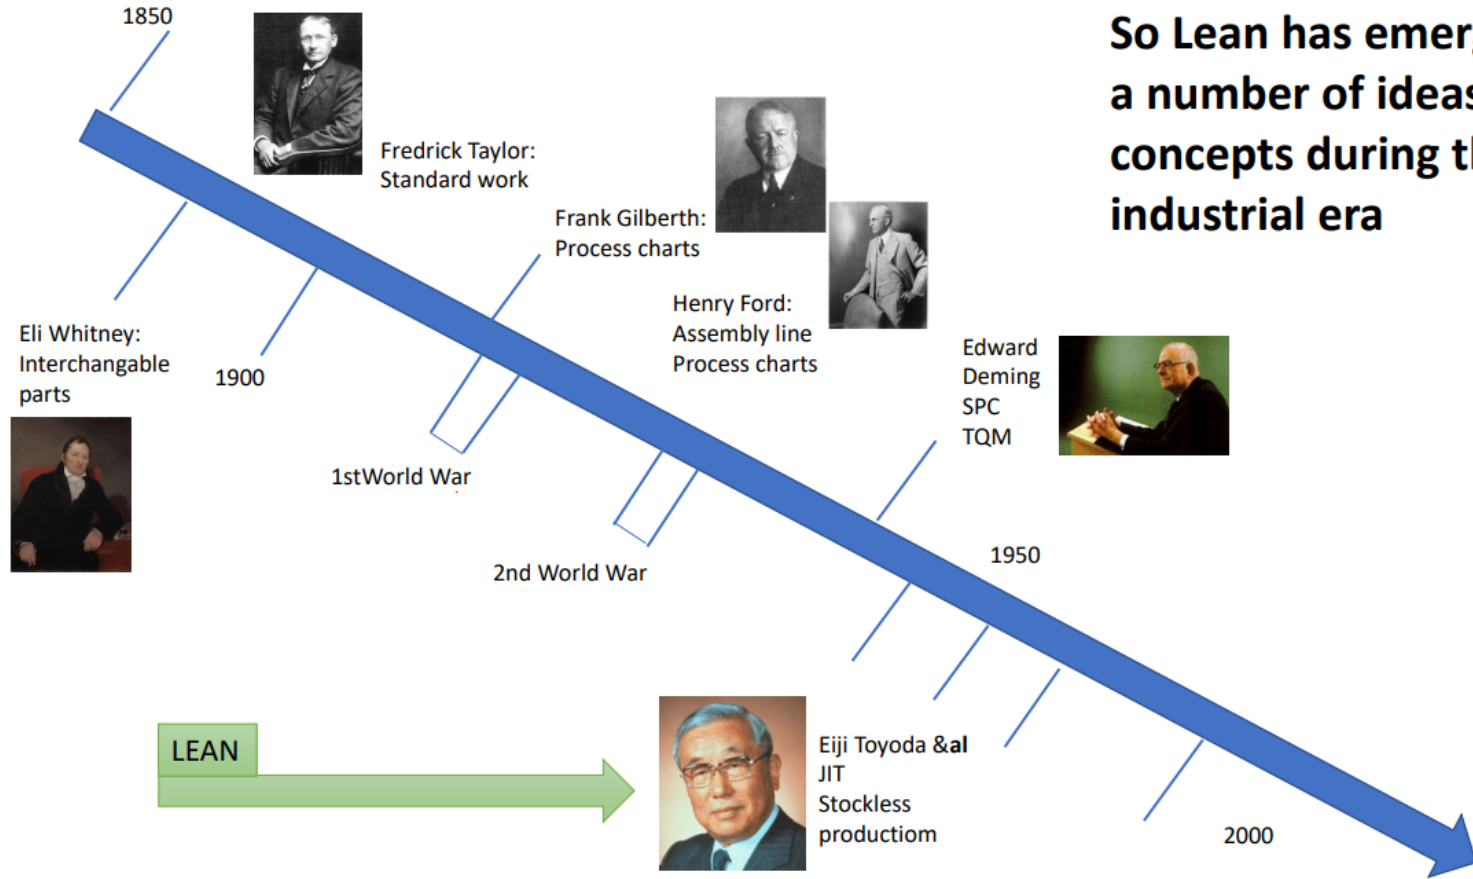 1850
So Lean has emerg
a number of ideas
concepts during t
industrial era
Fredrick Taylor:
Standard work
Frank Gilberth:
Process charts
Henry Ford:
Assembly line
Process charts
Eli Whitney:
Interchangable
parts
1900
Edward
Deming
SPC
TQM
1stWorld War
2nd World War
1950
LEAN
Eiji Toyoda &al
JIT
Stockless
productiom
2000